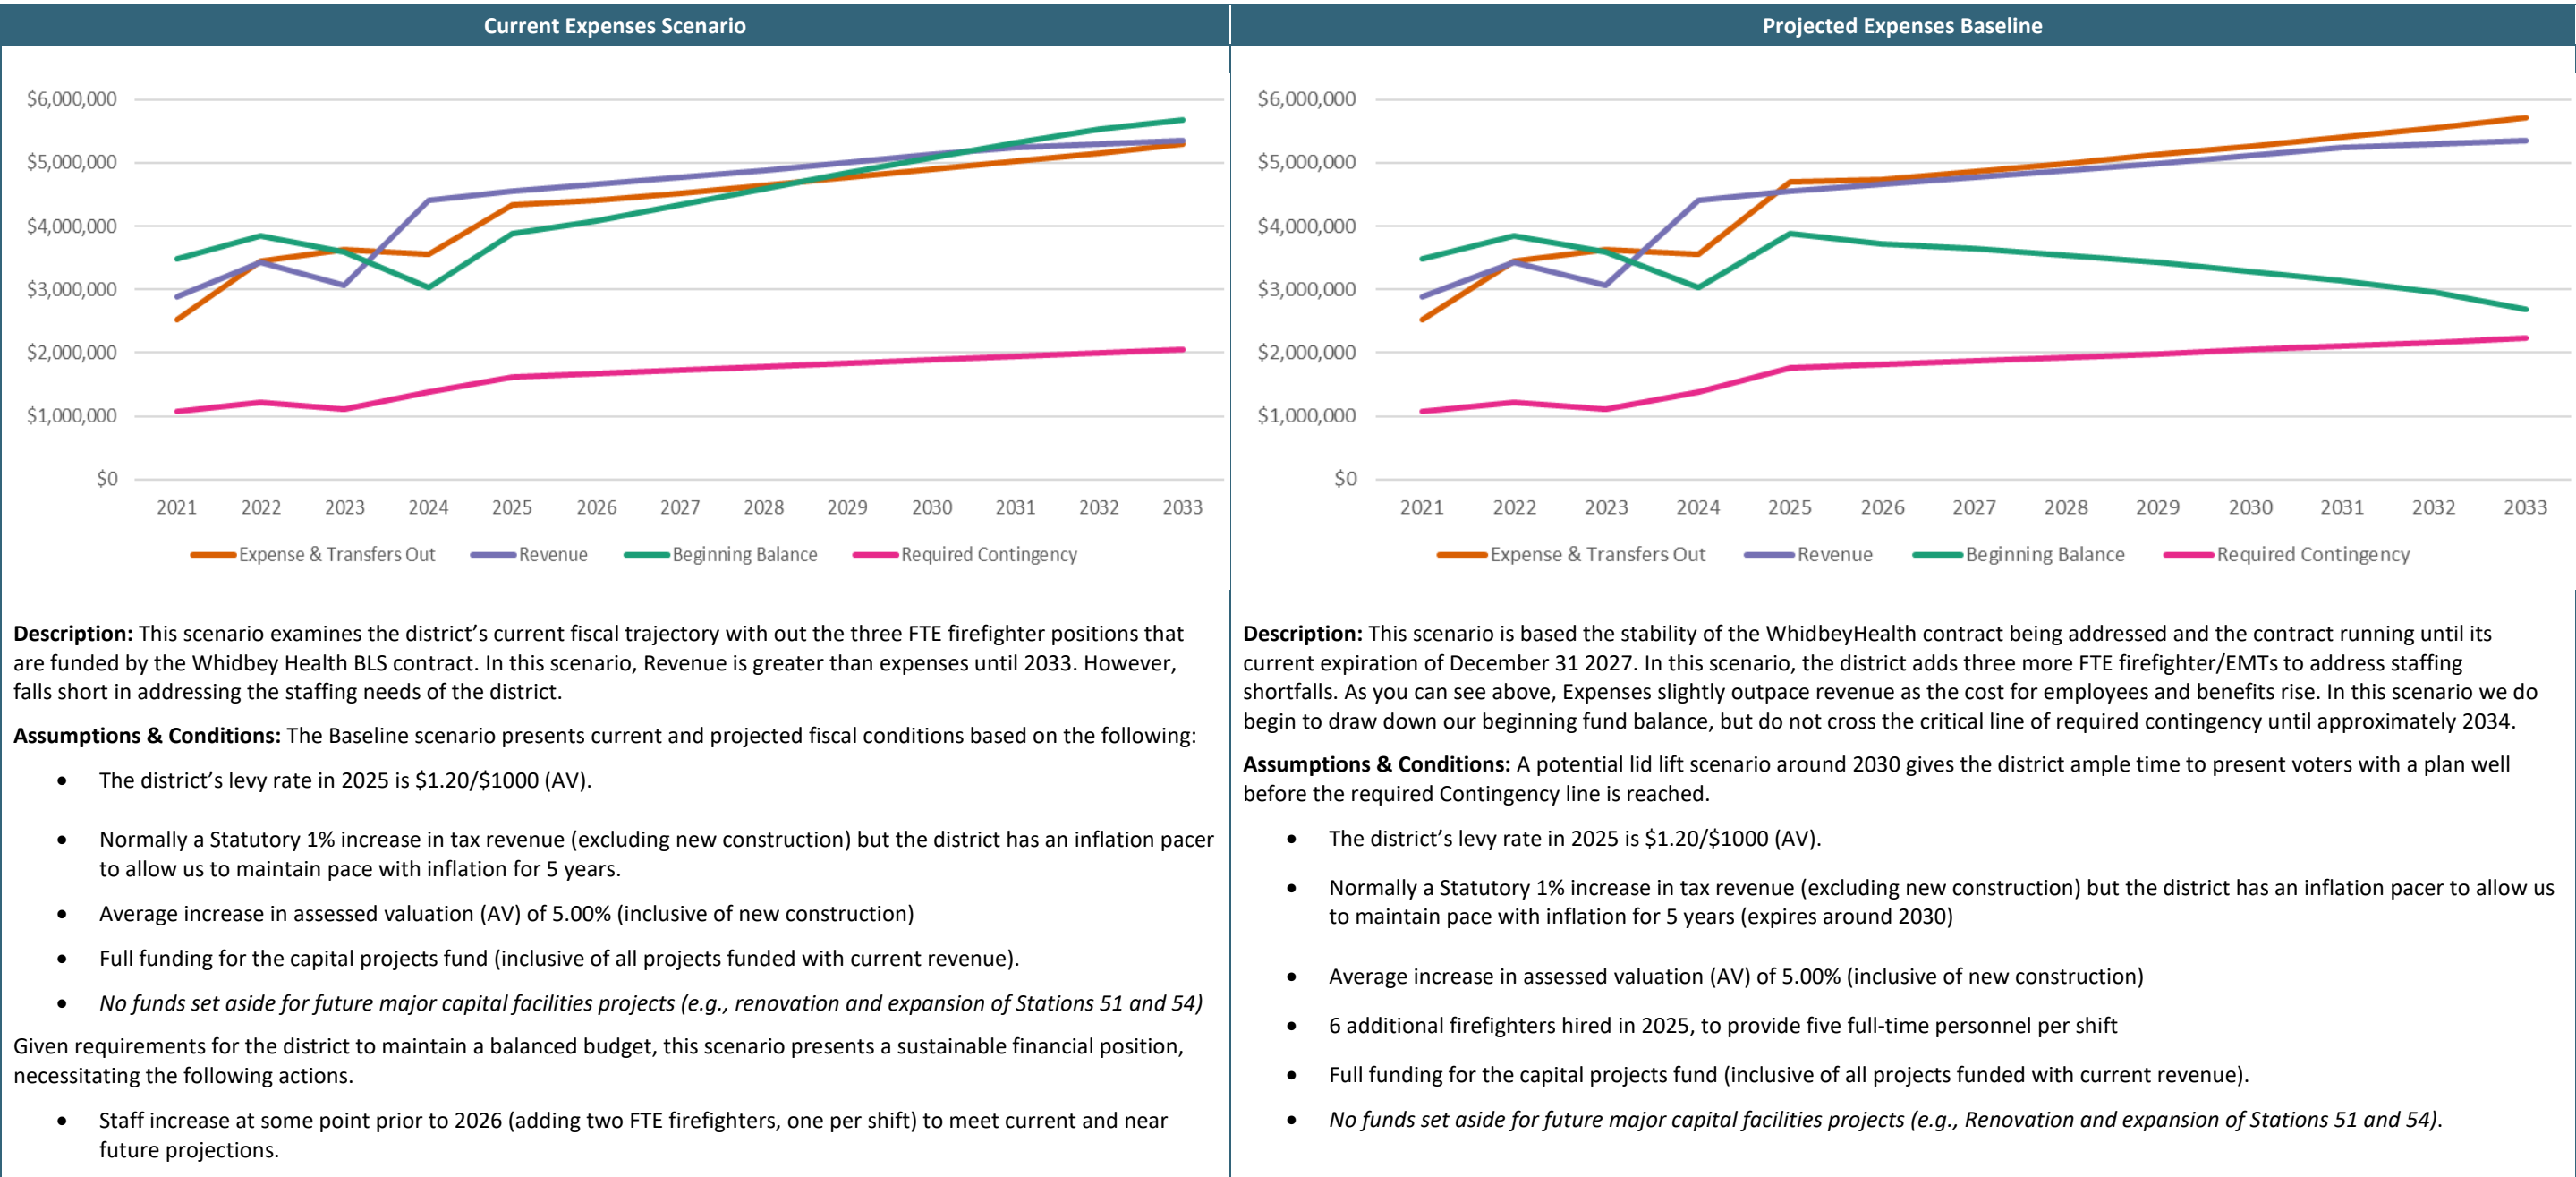 Current Expenses Scenario
$6,000,000
$5,000,000
$4,000,000
$3,000,000
$2,000,000
$1,000,000
$0
2021 2022 2023 2024 2025 2026 2027 2028 2029 2030 2031 2032 2033
Expense & Transfers Out Revenue Beginning Balance Required Contingency
Description: This scenario examines the district’s current fiscal trajectory with out the three FTE firefighter positions that
are funded by the Whidbey Health BLS contract. In this scenario, Revenue is greater than expenses until 2033. However,
falls short in addressing the staffing needs of the district.
Assumptions & Conditions: The Baseline scenario presents current and projected fiscal conditions based on the following:
• The district’s levy rate in 2025 is $1.20/$1000 (AV).
• Normally a Statutory 1% increase in tax revenue (excluding new construction) but the district has an inflation pacer
to allow us to maintain pace with inflation for 5 years.
• Average increase in assessed valuation (AV) of 5.00% (inclusive of new construction)
• Full funding for the capital projects fund (inclusive of all projects funded with current revenue).
• No funds set aside for future major capital facilities projects (e.g., renovation and expansion of Stations 51 and 54)
Given requirements for the district to maintain a balanced budget, this scenario presents a sustainable financial position,
necessitating the following actions.
• Staff increase at some point prior to 2026 (adding two FTE firefighters, one per shift) to meet current and near
future projections.
Projected Expenses Baseline
$6,000,000
$5,000,000
$4,000,000
$3,000,000
$2,000,000
$1,000,000
$0
2021 2022 2023 2024 2025 2026 2027 2028 2029 2030 2031 2032 2033
Expense & Transfers Out Revenue Beginning Balance Required Contingency
Description: This scenario is based the stability of the WhidbeyHealth contract being addressed and the contract running until its
current expiration of December 31 2027. In this scenario, the district adds three more FTE firefighter/EMTs to address staffing
shortfalls. As you can see above, Expenses slightly outpace revenue as the cost for employees and benefits rise. In this scenario we do
begin to draw down our beginning fund balance, but do not cross the critical line of required contingency until approximately 2034.
Assumptions & Conditions: A potential lid lift scenario around 2030 gives the district ample time to present voters with a plan well
before the required Contingency line is reached.
• The district’s levy rate in 2025 is $1.20/$1000 (AV).
• Normally a Statutory 1% increase in tax revenue (excluding new construction) but the district has an inflation pacer to allow us
to maintain pace with inflation for 5 years (expires around 2030)
• Average increase in assessed valuation (AV) of 5.00% (inclusive of new construction)
• 6 additional firefighters hired in 2025, to provide five full-time personnel per shift
• Full funding for the capital projects fund (inclusive of all projects funded with current revenue).
• No funds set aside for future major capital facilities projects (e.g., Renovation and expansion of Stations 51 and 54).